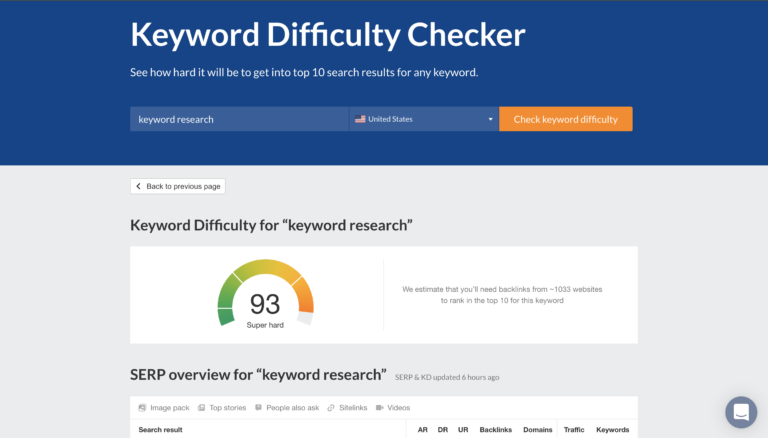 Keyword Difficulty Checker
See how hard it will be to get into top 10 search results for any keyword.
keyword research United States Check keyword difficulty
Back to previous page
Keyword Difficulty for “keyword research”
93
Super hard
We estimate that you'll need backlinks from ~1033 websites
to rank in the top 10 for this keyword
SERP overview for “keyword research” SERP & KD updated 6 hours ago
Image pack Top stories People also ask Sitelinks Videos
Search result AR DR UR Backlinks Domains Traffic Keywords